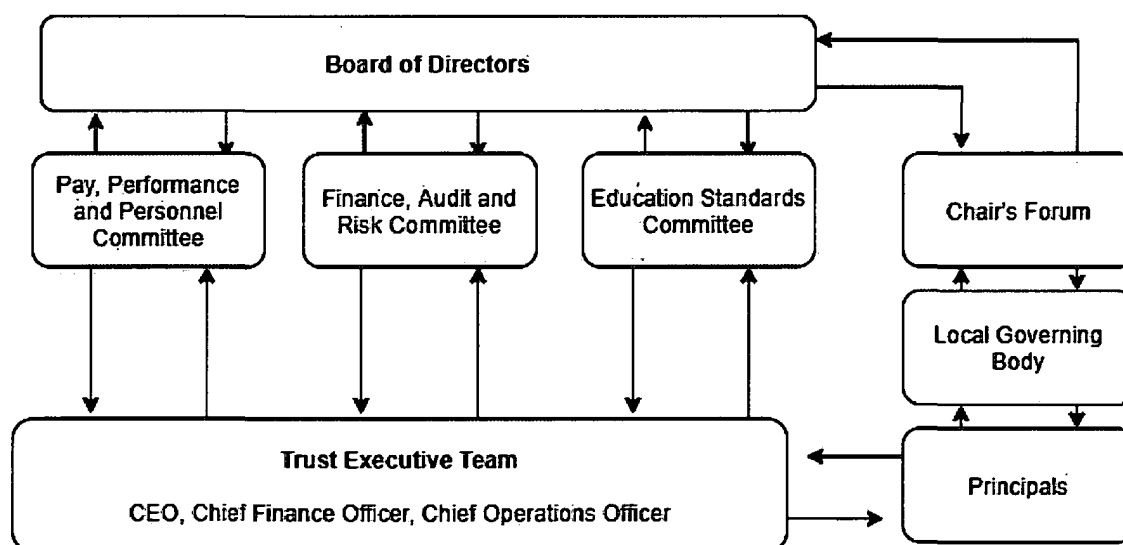 Board of Directors
Pay, Performance
and Personnel
Committee
Finance, Audit and
Risk Committee
Education Standards
Committee
Chair's Forum
Local Governing
Body
Trust Executive Team
CEO, Chief Finance Officer, Chief Operations Officer
Principals